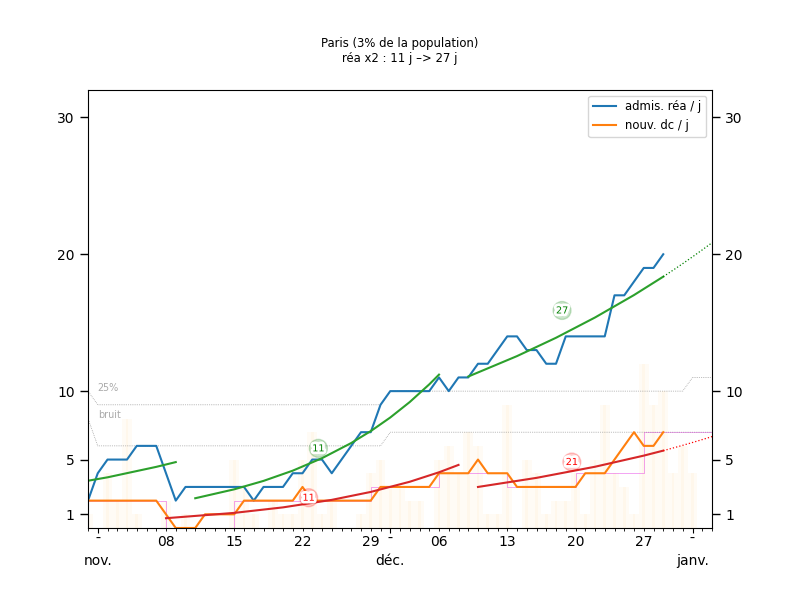 Paris (3% de la population)
réa x2 : 11 j –> 27 j
admis. réa / j
nouv. dc / j
30
30
20
20
27
25%
10
10
bruit
11
5
21
5
11
1
1
- 08 15 22 29 - 06 13 20 27 -
nov. déc. janv.